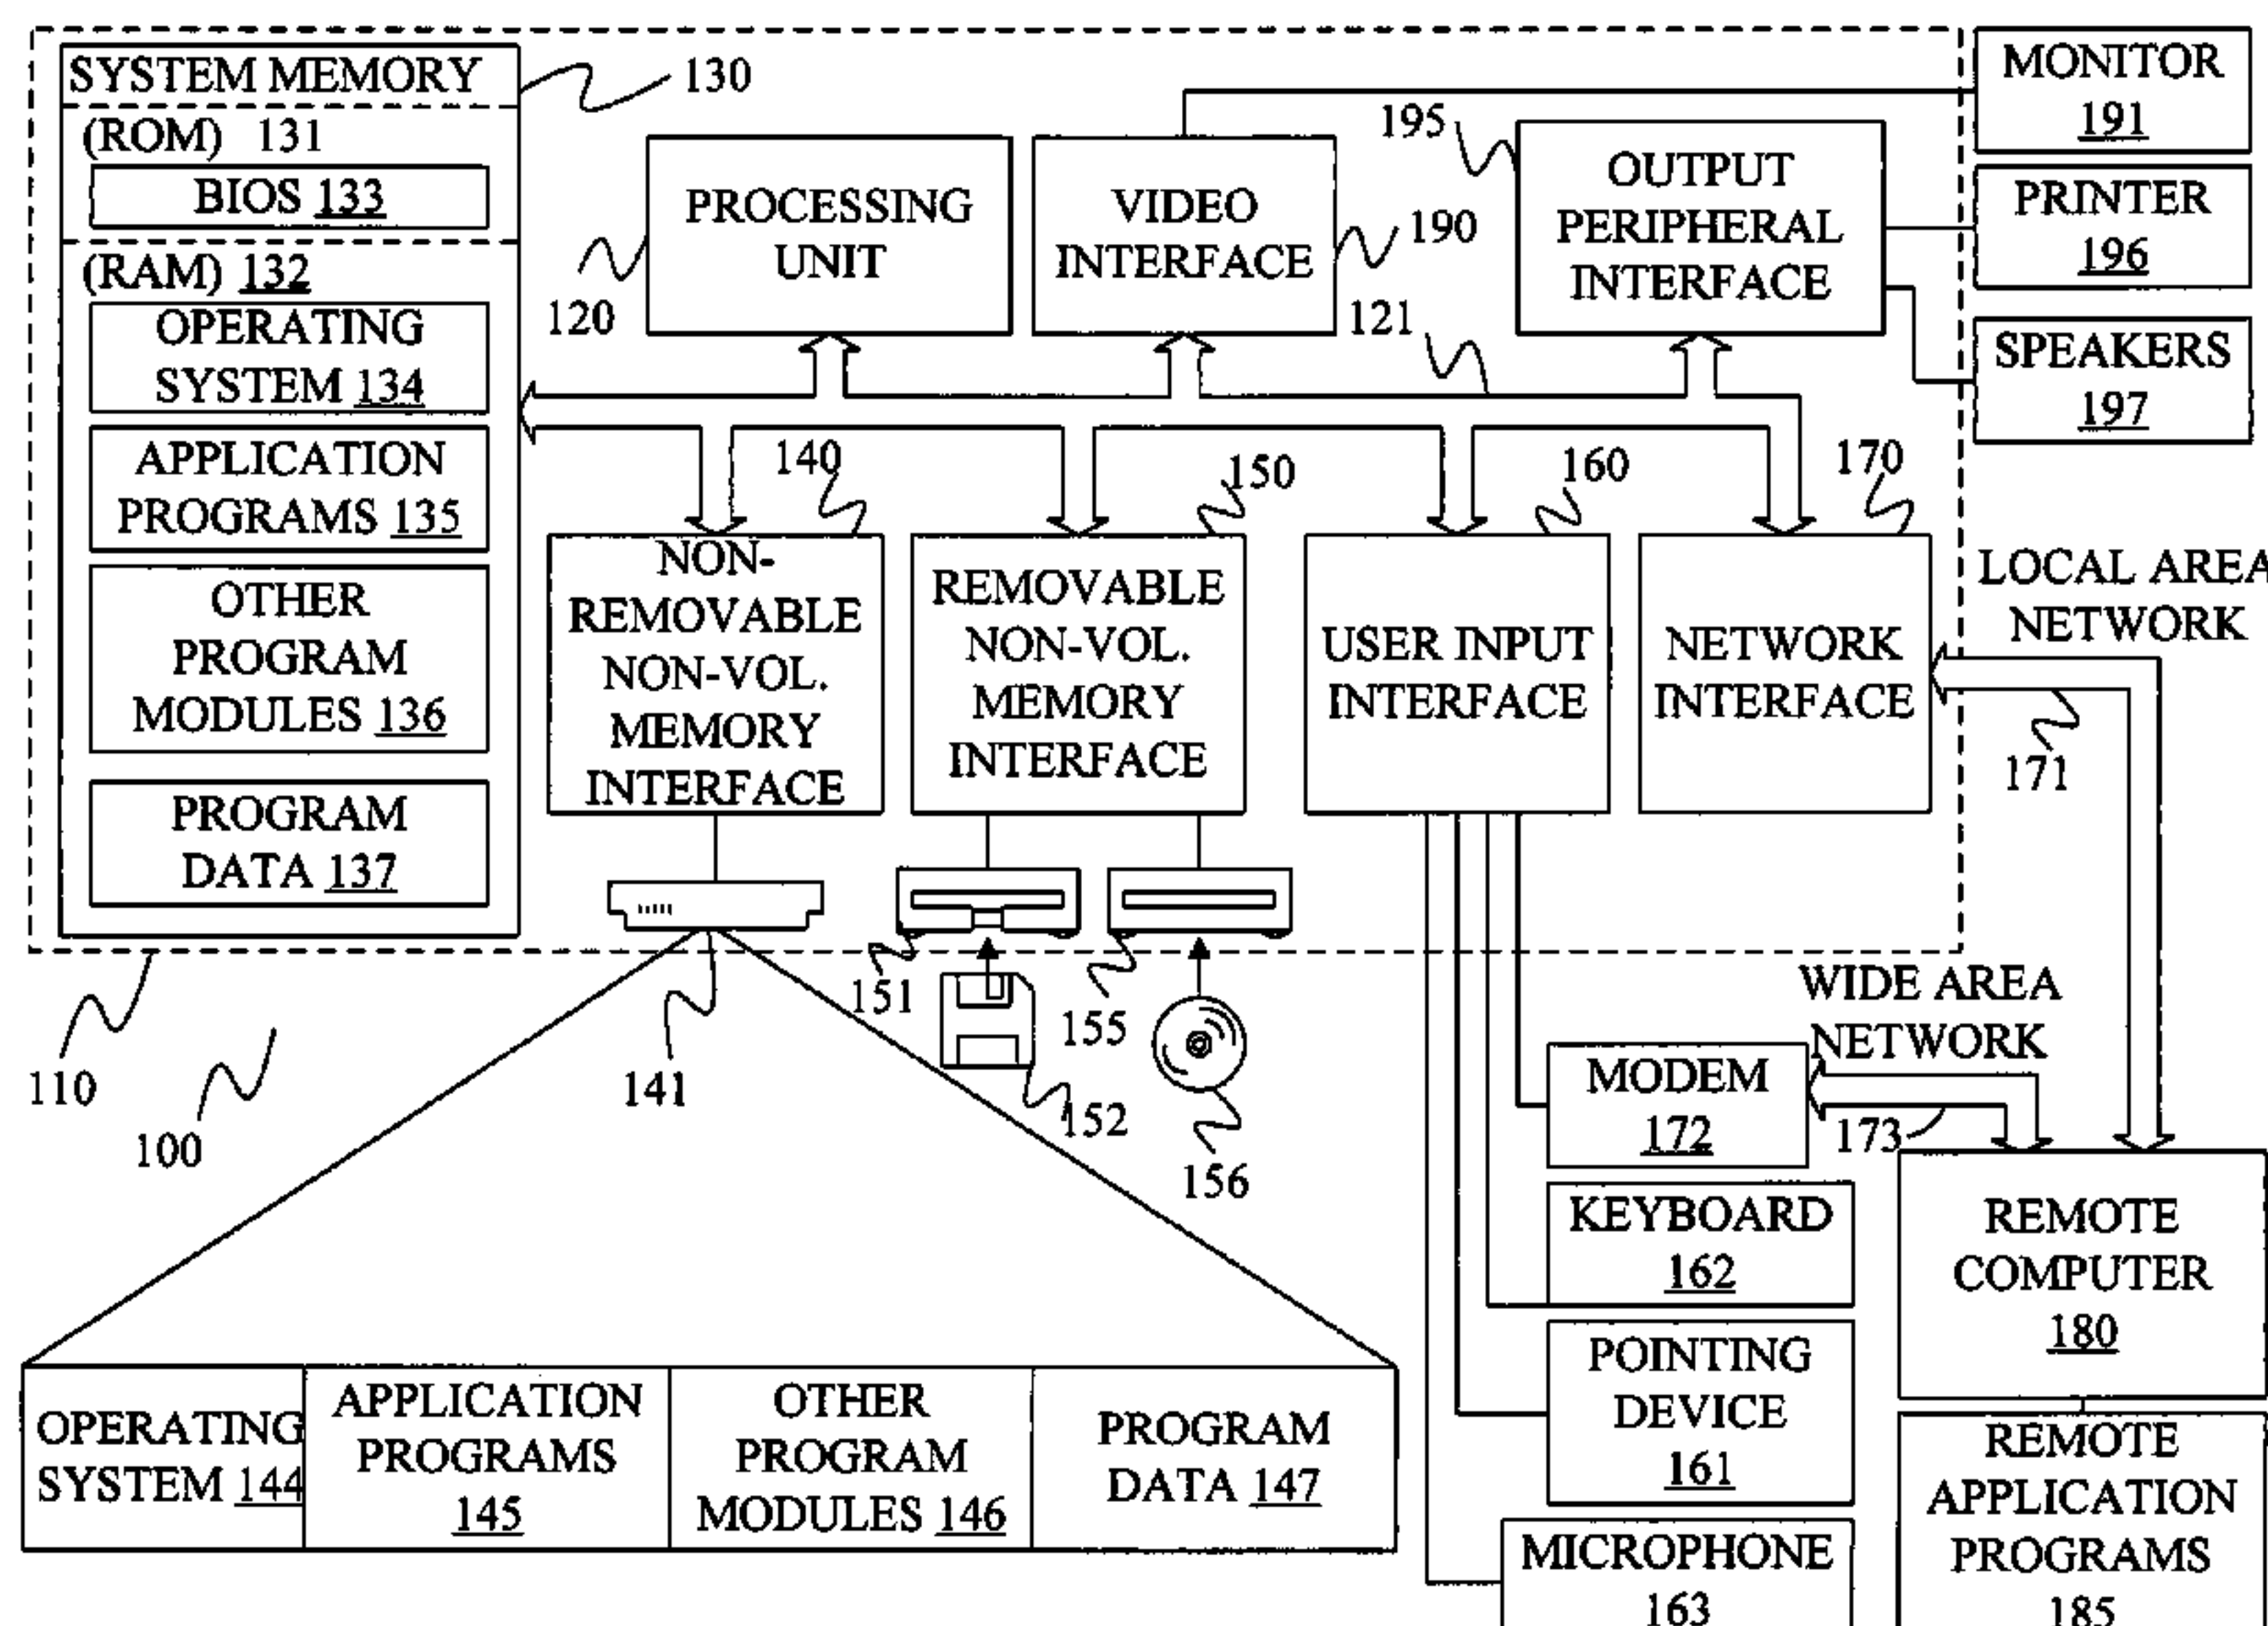 SYSTEM MEMORY
130
(ROM) 131
BIOS 133
(RAM) 132
OPERATING
SYSTEM 134
APPLICATION
PROGRAMS 135
OTHER
PROGRAM
MODULES 136
PROGRAM
DATA 137
PROCESSING
UNIT
120
VIDEO
INTERFACE
190
121
195
OUTPUT
PERIPHERAL
INTERFACE
MONITOR
191
PRINTER
196
SPEAKERS
197
140
NON-
REMOVABLE
NON-VOL.
MEMORY
INTERFACE
150
REMOVABLE
NON-VOL.
MEMORY
INTERFACE
160
USER INPUT
INTERFACE
170
NETWORK
INTERFACE
LOCAL AREA
NETWORK
171
110
100
141
151
152
155
156
WIDE AREA
NETWORK
173
MODEM
172
KEYBOARD
162
POINTING
DEVICE
161
MICROPHONE
163
REMOTE
COMPUTER
180
REMOTE
APPLICATION
PROGRAMS
185
OPERATING
SYSTEM 144
APPLICATION
PROGRAMS
145
OTHER
PROGRAM
MODULES 146
PROGRAM
DATA 147